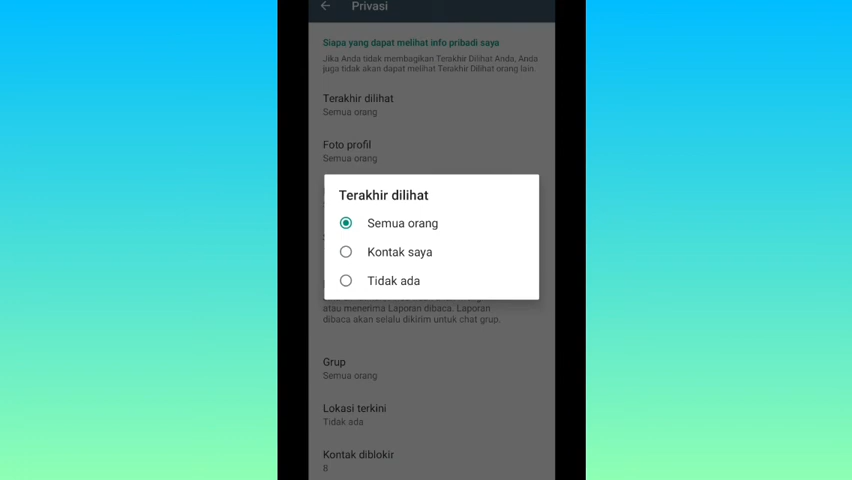 Privasi
Siapa yang dapat melihat info pribadi saya
Jika Anda tidak membagikan Terakhir Dilihat Anda, Anda
juga tidak akan dapat melihat Terakhir Dilihat orang lain.
Terakhir dilihat
Semua orang
Foto profil
Semua orang
Terakhir dilihat
Semua orang
Kontak saya
Tidak ada
atau menerima Laporan dibaca. Laporan
dibaca akan selalu dikirim untuk chat grup.
Grup
Semua orang
Lokasi terkini
Tidak ada
Kontak diblokir
8